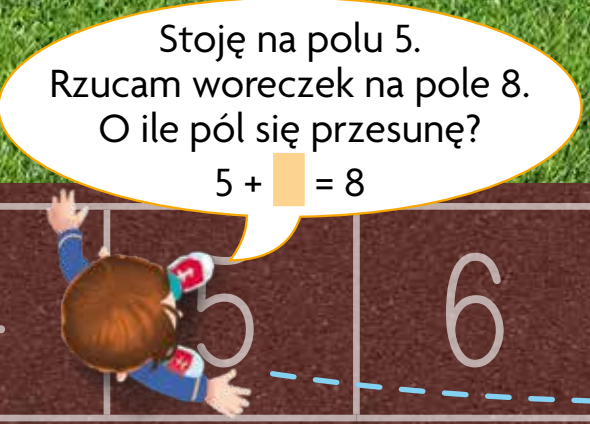 Stoję na polu 5.
Rzucam woreczek na pole 8.
O ile pól się przesunę?
5 + = 8
5 6